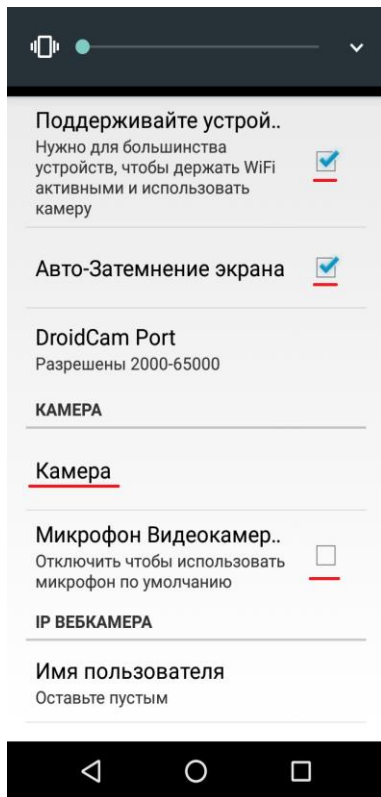 Поддерживайте устрой..
Нужно для большинства
устройств, чтобы держать WiFi
активными и использовать
камеру
Авто-Затемнение экрана
DroidCam Port
Разрешены 2000-65000
КАМЕРА
Камера
Микрофон Видеокамер..
Отключить чтобы использовать
микрофон по умолчанию
IP ВЕБКАМЕРА
Имя пользователя
Оставьте пустым